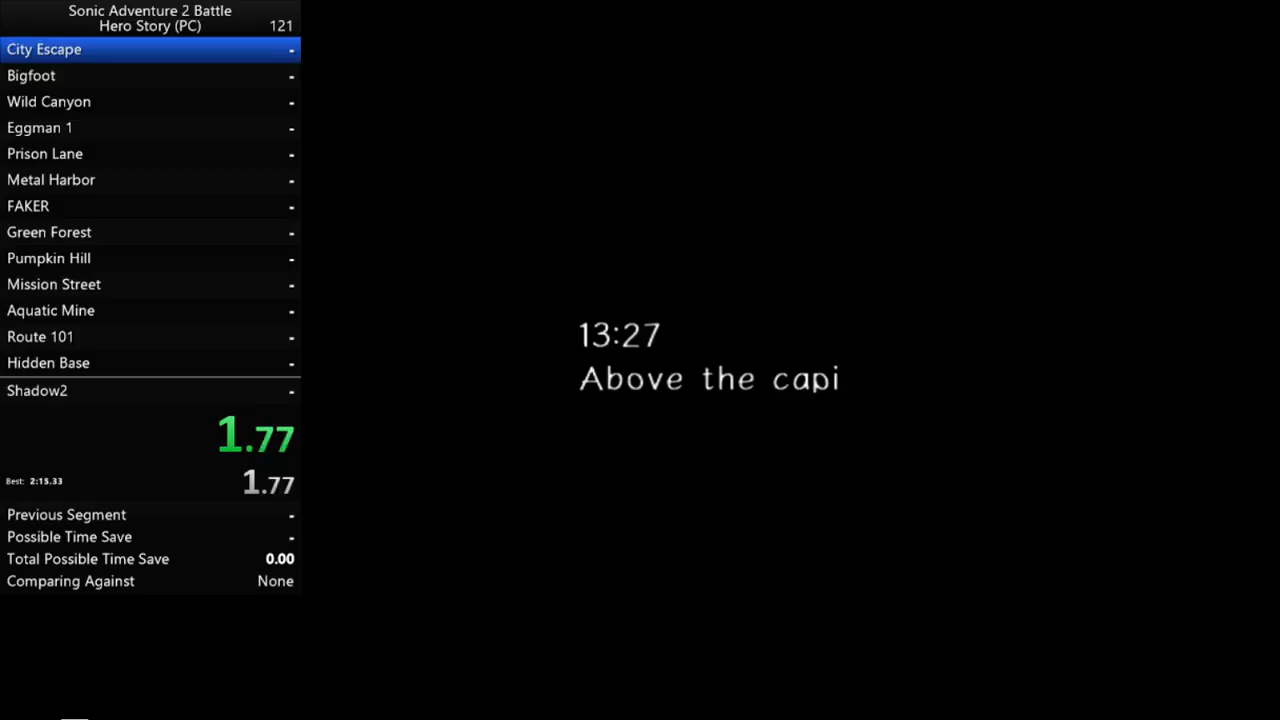 Sonic Adventure 2 Battle
Hero Story (PC) 121
City Escape -
Bigfoot -
Wild Canyon -
Eggman 1 -
Prison Lane -
Metal Harbor -
FAKER -
Green Forest -
Pumpkin Hill -
Mission Street -
Aquatic Mine -
Route 101 -
Hidden Base -
Shadow2 -
1.77
Best: 2:15.33 1.77
Previous Segment -
Possible Time Save -
Total Possible Time Save 0.00
Comparing Against None
13:27
Above the capi